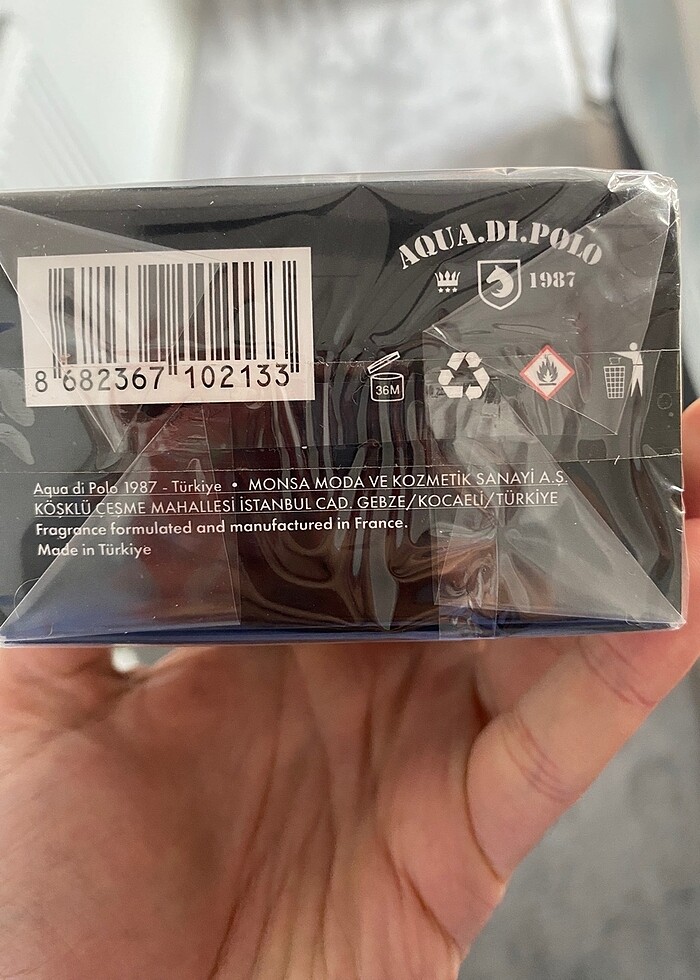 AQUA.DI.POLO
1987
8 682367 102133
36M
Aqua di Polo 1987 - Türkiye • MONSA MODA VE KOZMETİK SANAYİ A.Ş.
KÖSKLÜ ÇEŞME MAHALLESİ İSTANBUL CAD. GEBZE/KOCAELİ/TÜRKİYE
Fragrance formulated and manufactured in France.
Made in Türkiye